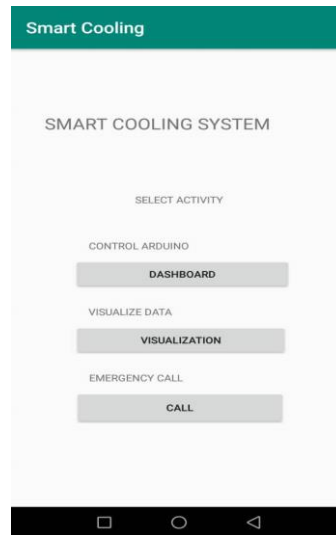 Smart Cooling
SMART COOLING SYSTEM
SELECT ACTIVITY
CONTROL ARDUINO
DASHBOARD
VISUALIZE DATA
VISUALIZATION
EMERGENCY CALL
CALL